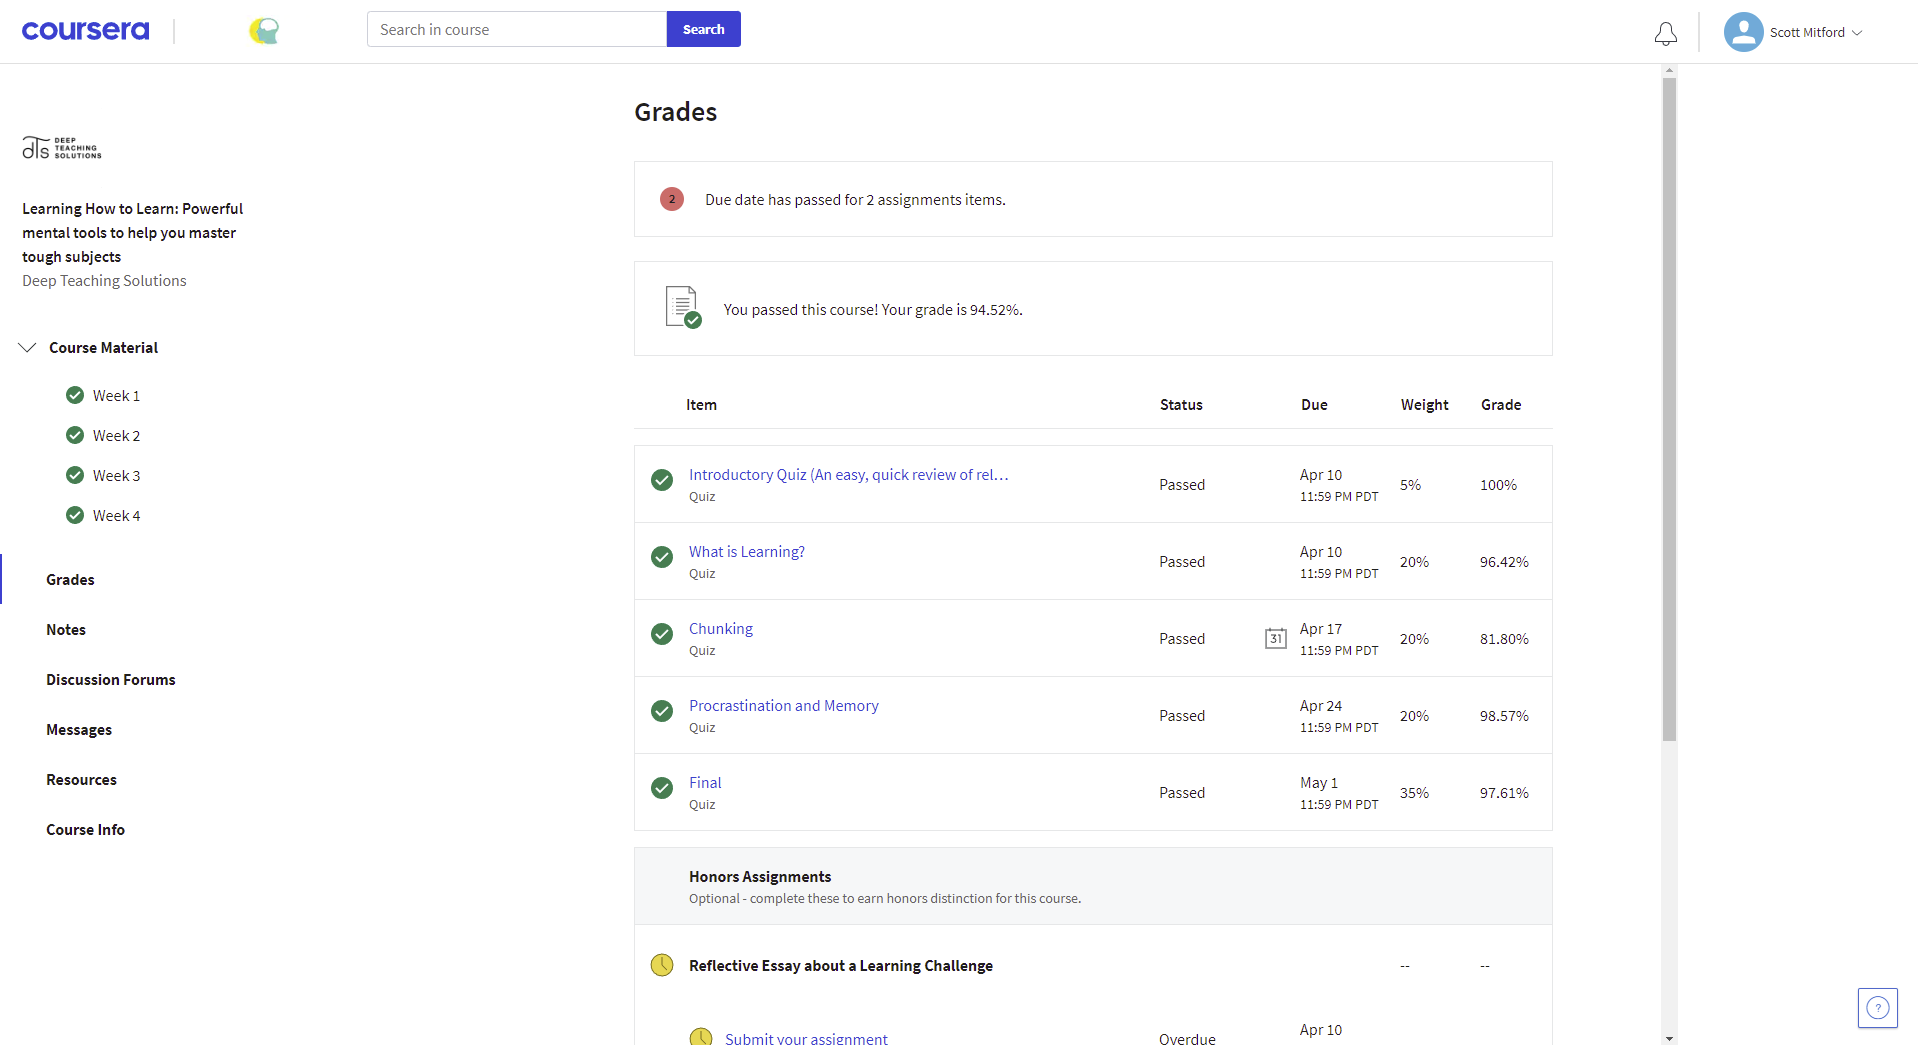 coursera
Search in course
Search
Scott Mitford
dTs DEEP
TEACHING
SOLUTIONS
Learning How to Learn: Powerful
mental tools to help you master
tough subjects
Deep Teaching Solutions
Course Material
Week 1
Week 2
Week 3
Week 4
Grades
Notes
Discussion Forums
Messages
Resources
Course Info
Grades
2 Due date has passed for 2 assignments items.
You passed this course! Your grade is 94.52%.
Item Status Due Weight Grade
Introductory Quiz (An easy, quick review of rel…
Quiz
Passed
Apr 10
11:59 PM PDT
5%
100%
What is Learning?
Quiz
Passed
Apr 10
11:59 PM PDT
20%
96.42%
Chunking
Quiz
Passed
31
Apr 17
11:59 PM PDT
20%
81.80%
Procrastination and Memory
Quiz
Passed
Apr 24
11:59 PM PDT
20%
98.57%
Final
Quiz
Passed
May 1
11:59 PM PDT
35%
97.61%
Honors Assignments
Optional - complete these to earn honors distinction for this course.
Reflective Essay about a Learning Challenge -- --
Submit your assignment
Overdue
Apr 10
?